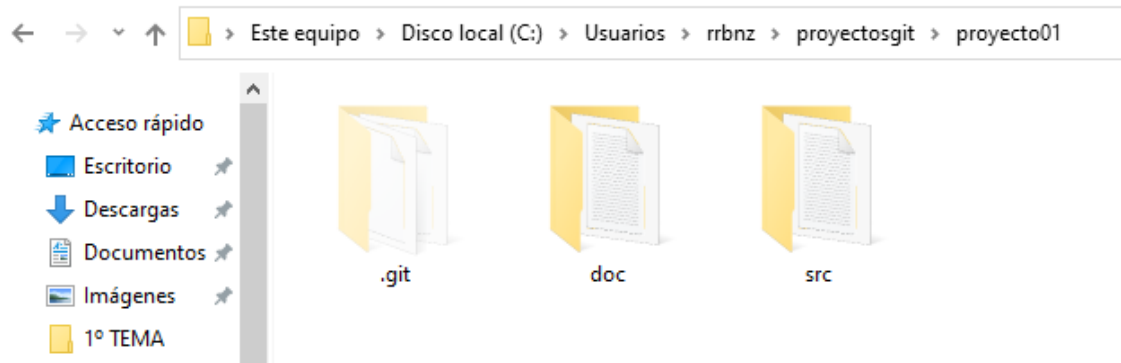 Este equipo > Disco local (C:) > Usuarios > rrbnz > proyectosgit > proyecto01
Acceso rápido
Escritorio
Descargas
Documentos
Imágenes
1º TEMA
.git
doc
src